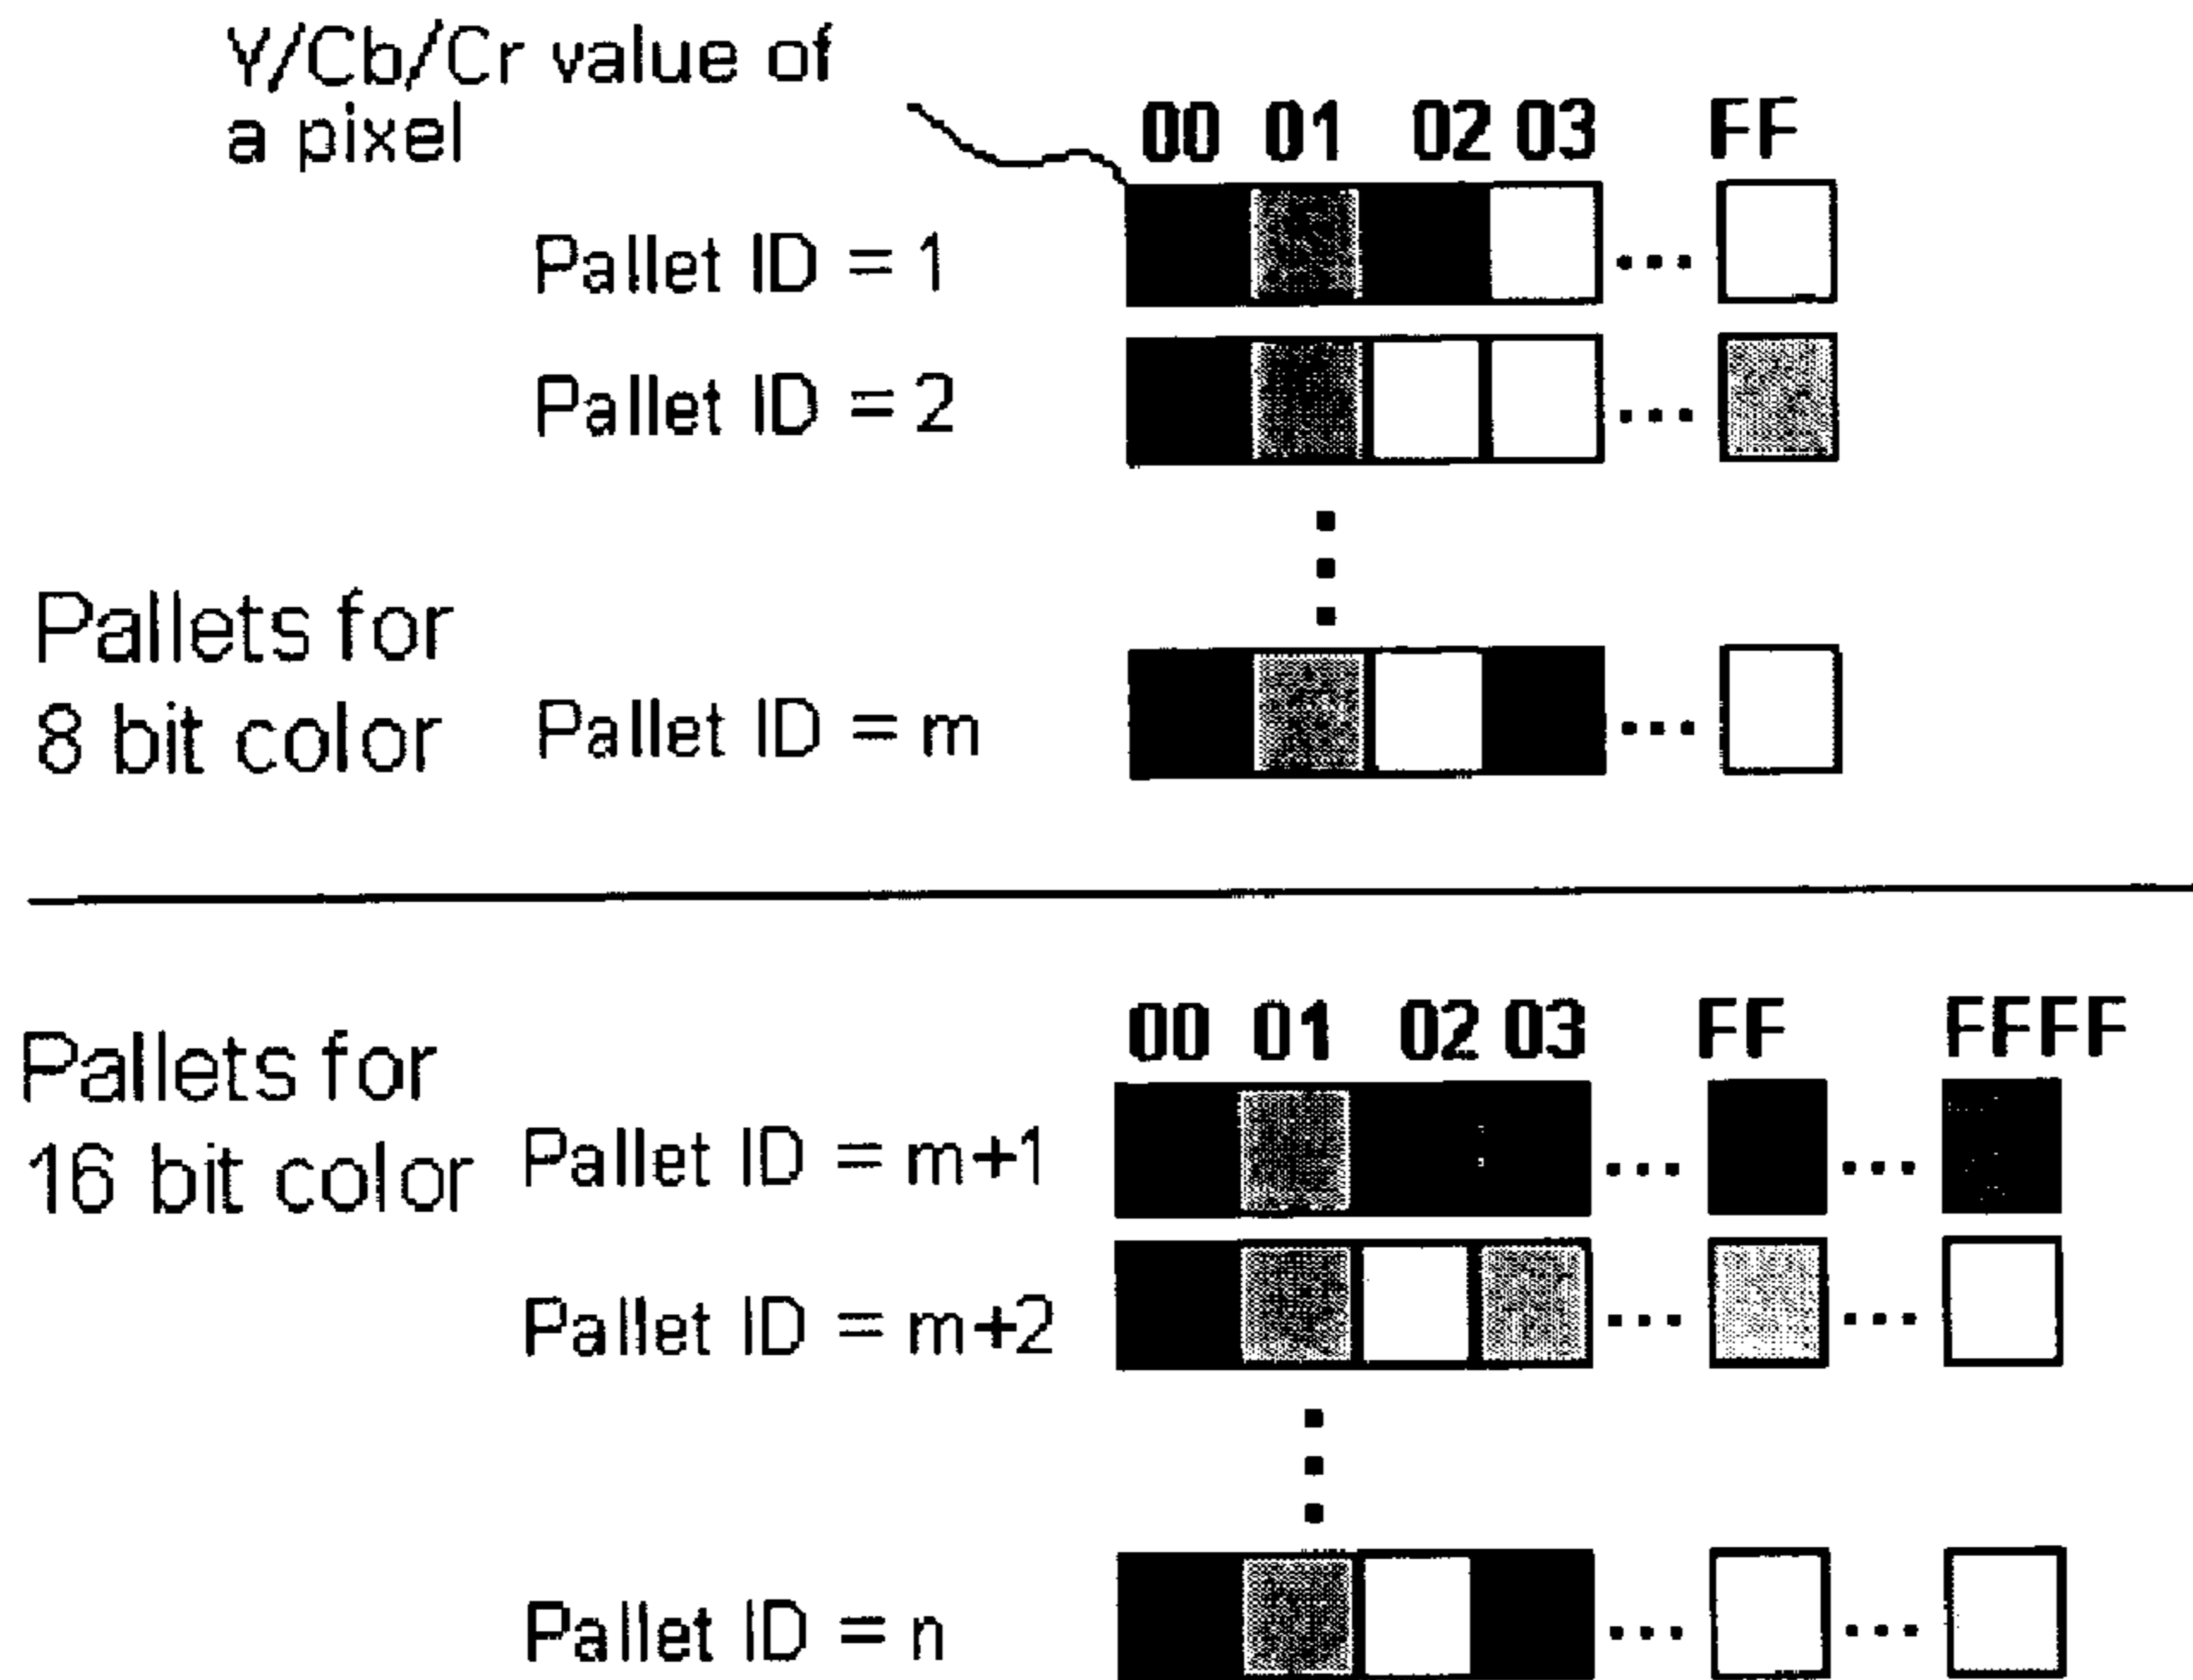 Y/Cb/Cr value of
a pixel
00 01 02 03 FF
Pallet ID = 1 ...
Pallet ID = 2 ...
Pallets for
8 bit color
Pallet ID = m ...
Pallets for
16 bit color
00 01 02 03 FF FFFF
Pallet ID = m+1 ... ...
Pallet ID = m+2 ... ...
Pallet ID = n ... ...